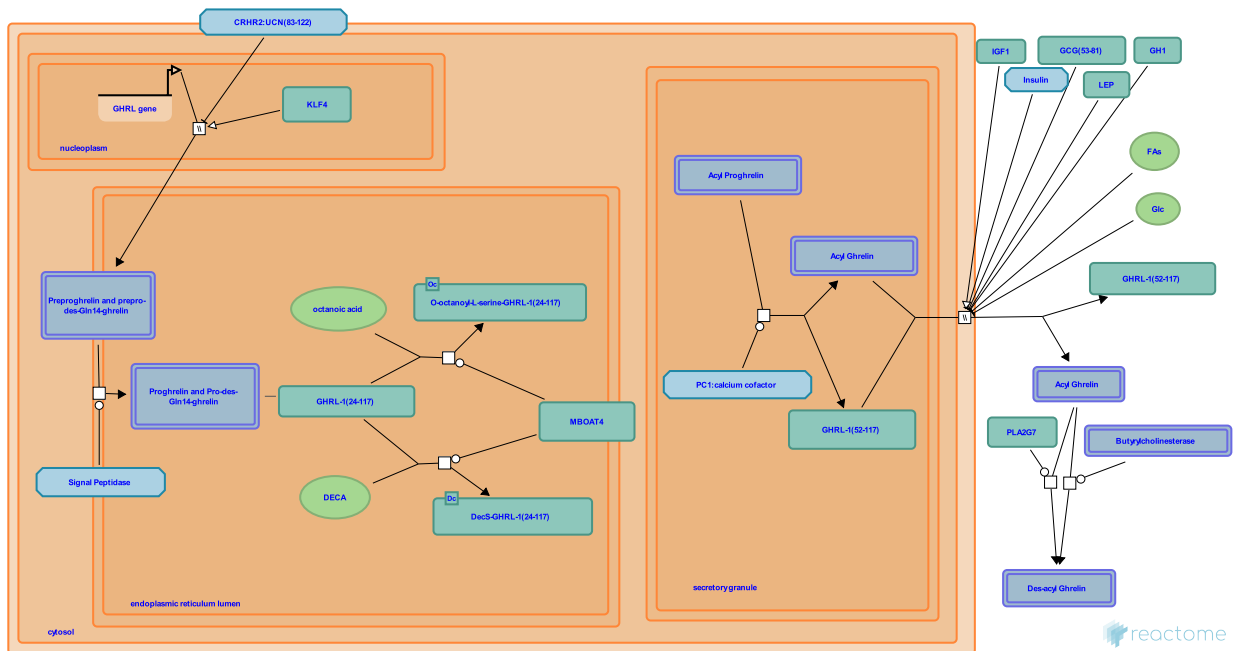 CRHR2:UCN(83-122)
IGF1
GCG(53-81)
GH1
Insulin
LEP
GHRL gene
KLF4
nucleoplasm
FAs
Glc
Acyl Proghrelin
Acyl Ghrelin
GHRL-1(52-117)
Preproghrelin and prepro-
des-Gln14-ghrelin
Oc
octanoic acid
O-octanoyl-L-serine-GHRL-1(24-117)
Proghrelin and Pro-des-
Gln14-ghrelin
GHRL-1(24-117)
MBOAT4
PC1:calcium cofactor
GHRL-1(52-117)
Acyl Ghrelin
PLA2G7
Butyrylcholinesterase
Signal Peptidase
DECA
Dc
DecS-GHRL-1(24-117)
secretory granule
Des-acyl Ghrelin
endoplasmic reticulum lumen
cytosol
reactome